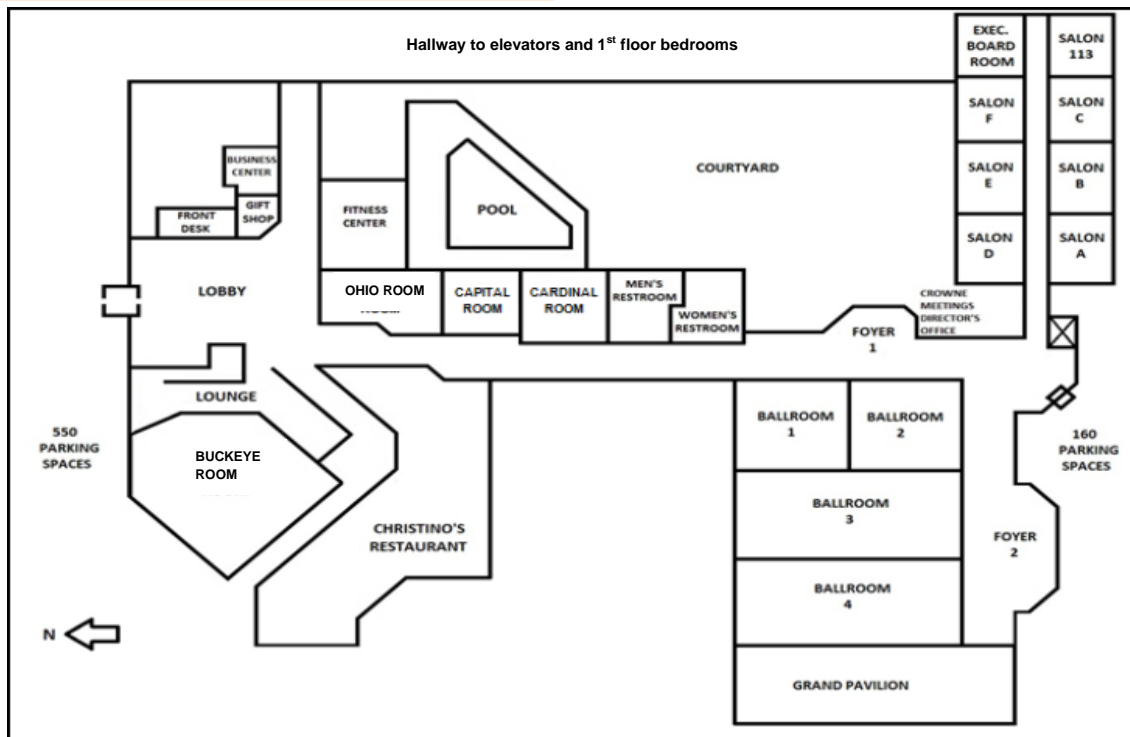 Hallway to elevators and 1st floor bedrooms
EXEC.
BOARD
ROOM
SALON
113
SALON
F
SALON
C
BUSINESS
CENTER
COURTYARD
SALON
E
SALON
B
GIFT
SHOP
FRONT
DESK
FITNESS
CENTER
POOL
SALON
D
SALON
A
LOBBY
OHIO ROOM
CAPITAL
ROOM
CARDINAL
ROOM
MEN'S
RESTROOM
WOMEN'S
RESTROOM
CROWNE
MEETINGS
DIRECTOR'S
OFFICE
FOYER
1
LOUNGE
550
PARKING
SPACES
BUCKEYE
ROOM
BALLROOM
1
BALLROOM
2
160
PARKING
SPACES
CHRISTINO'S
RESTAURANT
BALLROOM
3
FOYER
2
BALLROOM
4
N
GRAND PAVILION